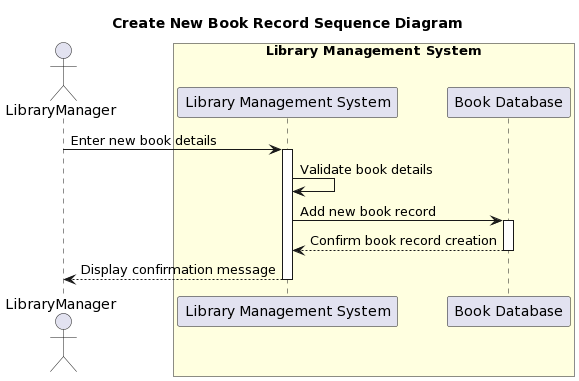 Create New Book Record Sequence Diagram
Library Management System
LibraryManager
Library Management System
Book Database
Enter new book details
Validate book details
Add new book record
Confirm book record creation
Display confirmation message
LibraryManager
Library Management System
Book Database